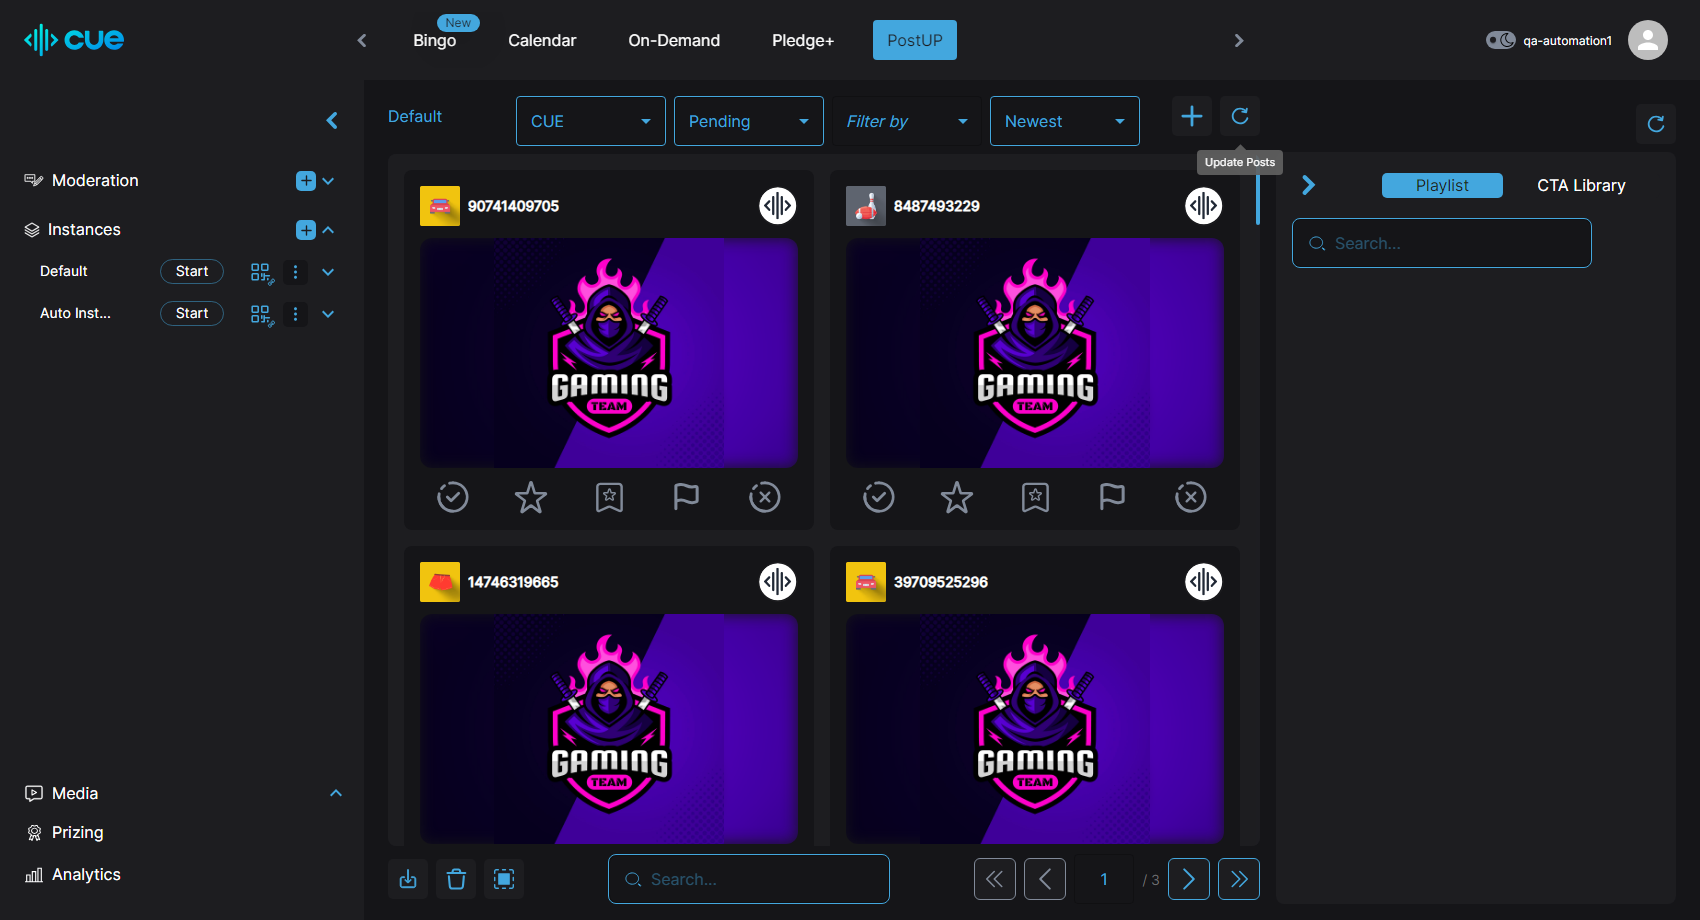 cue
New
Bingo
Calendar
On-Demand
Pledge+
PostUP
qa-automation1
Default
CUE
Pending
Filter by
Newest
Update Posts
Moderation
Instances
Default
Start
Auto Inst...
Start
Media
Prizing
Analytics
90741409705
GAMING
TEAM
8487493229
GAMING
TEAM
14746319665
GAMING
TEAM
39709525296
GAMING
TEAM
Search...
1
/ 3
Playlist
CTA Library
Search...